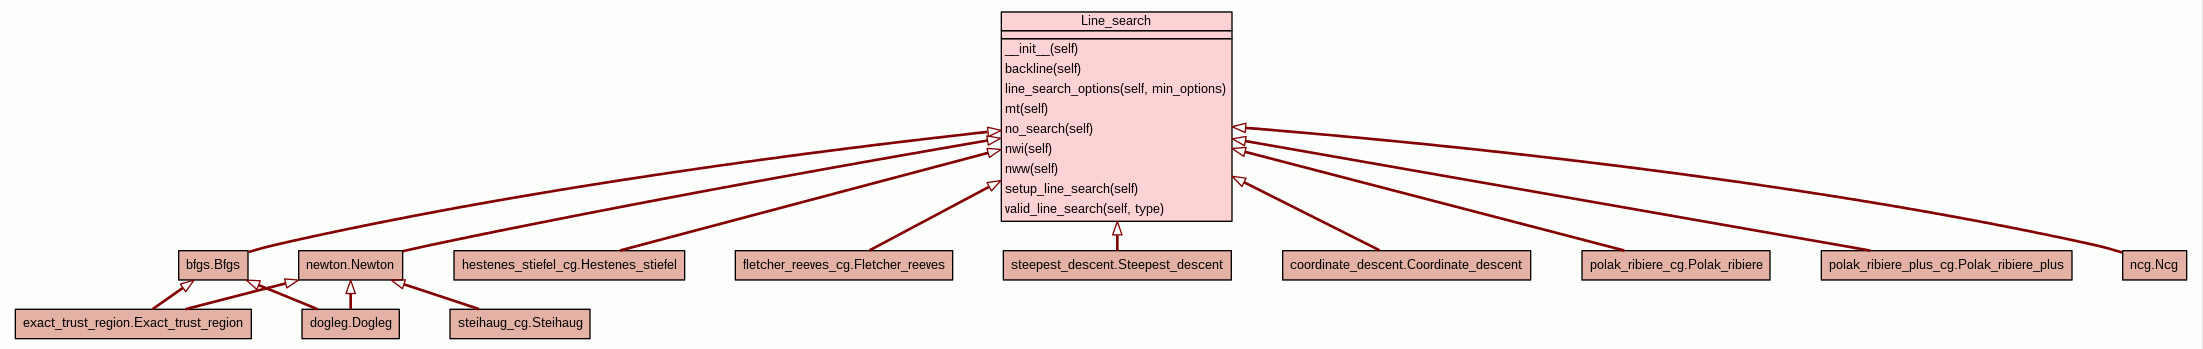 Line_search
__init__(self)
backline(self)
line_search_options(self, min_options)
mt(self)
no_search(self)
nwi(self)
nww(self)
setup_line_search(self)
valid_line_search(self, type)
bfgs.Bfgs
newton.Newton
hestenes_stiefel_cg.Hestenes_stiefel
fletcher_reeves_cg.Fletcher_reeves
steepest_descent.Steepest_descent
coordinate_descent.Coordinate_descent
polak_ribiere_cg.Polak_ribiere
polak_ribiere_plus_cg.Polak_ribiere_plus
ncg.Ncg
exact_trust_region.Exact_trust_region
dogleg.Dogleg
steihaug_cg.Steihaug